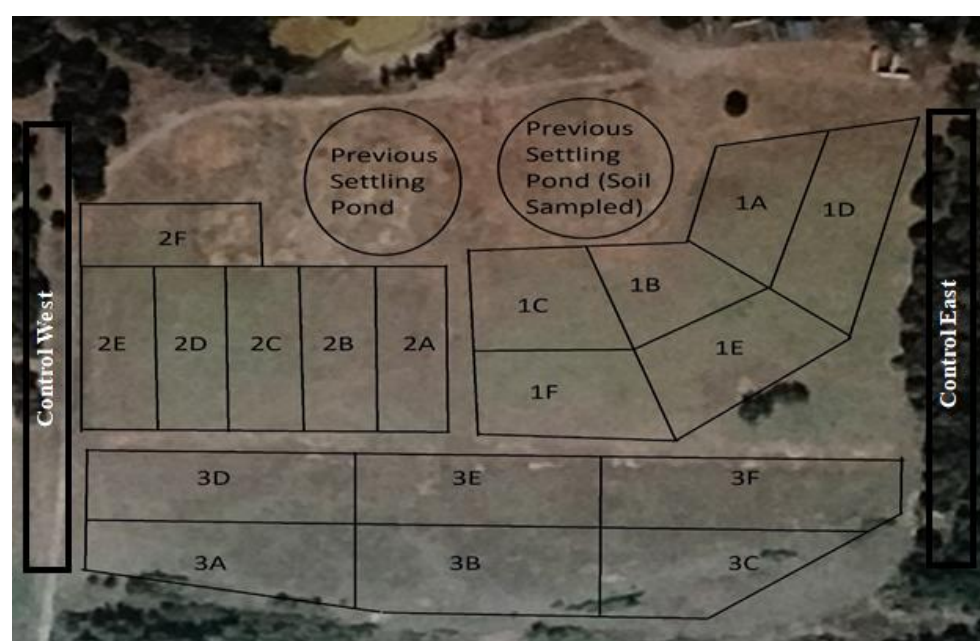 Previous
Settling
Pond
Previous
Settling
Pond (Soil
Sampled)
1A
1D
2F
1C
1B
2E
2D
2C
2B
2A
1E
1F
Control West
Control East
3D
3E
3F
3A
3B
3C